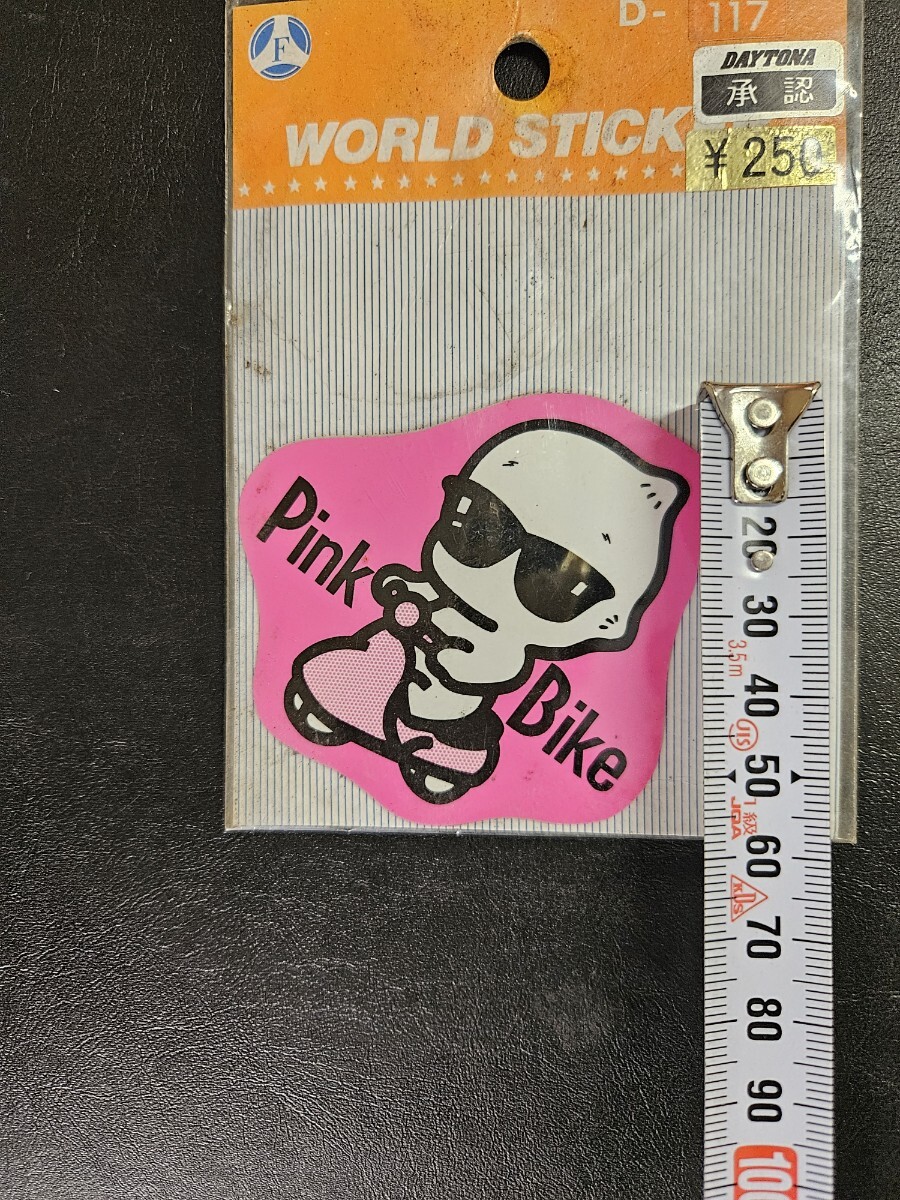 F
D- 117
DAYTONA
承認
WORLD STICK
¥250
Pink
Bike
20
30
3.5m
40
JIS
50
1級
JQA
60
KDS
70
80
90
100